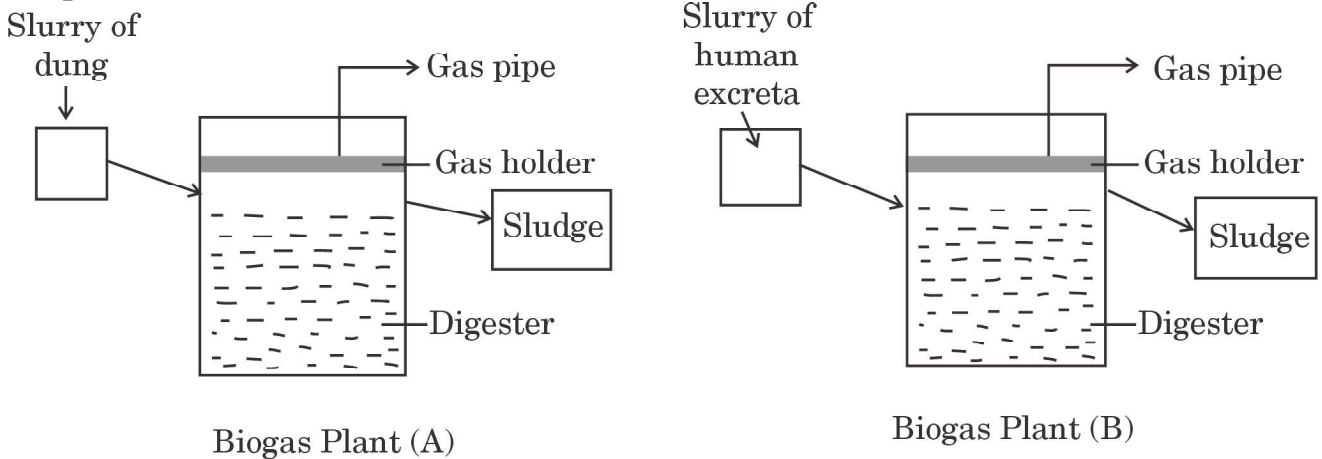 Slurry of
dung
Gas pipe
Gas holder
Sludge
Digester
Biogas Plant (A)
Slurry of
human
excreta
Gas pipe
Gas holder
Sludge
Digester
Biogas Plant (B)